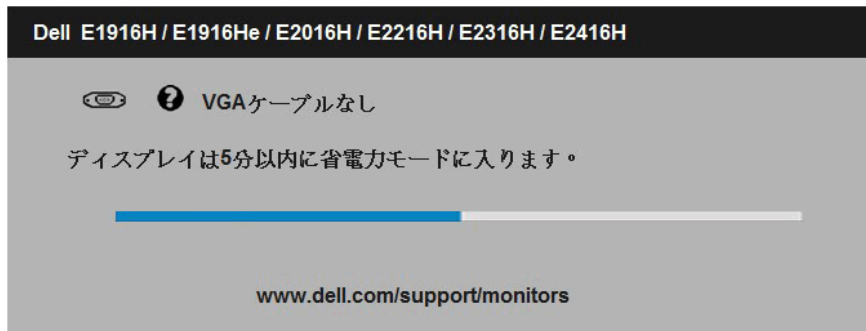 Dell E1916H / E1916He / E2016H / E2216H / E2316H / E2416H
VGAケーブルなし
ディスプレイは5分以内に省電力モードに入ります。
www.dell.com/support/monitors